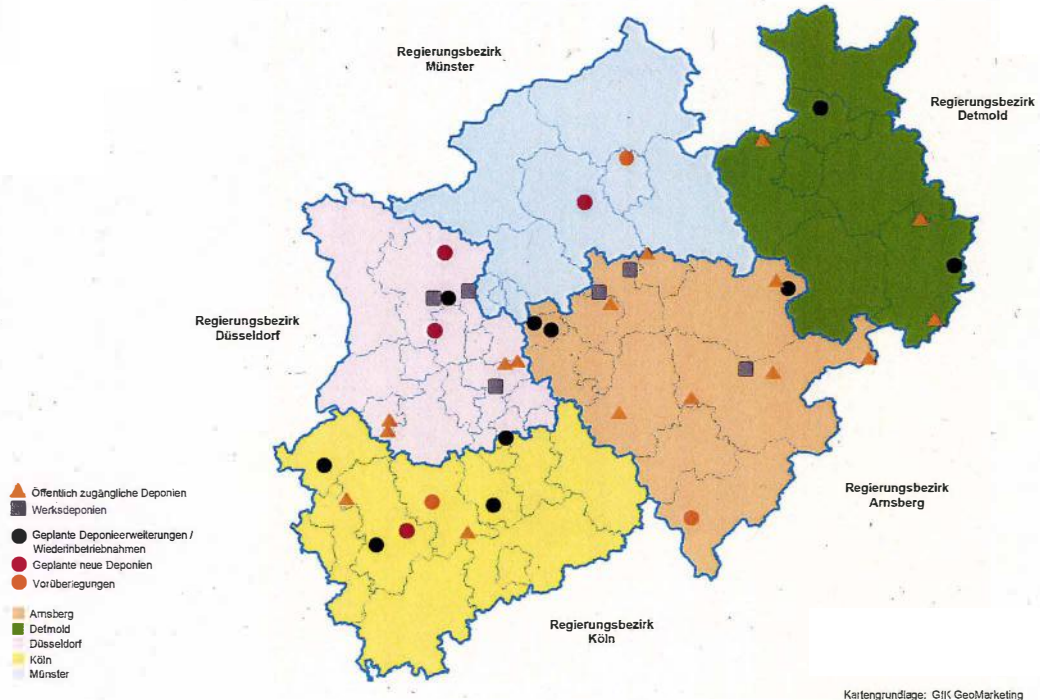 Regierungsbezirk
Münster
Regierungsbezirk
Detmold
Regierungsbezirk
Düsseldorf
Regierungsbezirk
Arnsberg
Regierungsbezirk
Köln
Öffentlich zugängliche Deponien
Werksdeponien
Geplante Deponieerweiterungen /
Wiederinbetriebnahmen
Geplante neue Deponien
Vorüberlegungen
Arnsberg
Detmold
Düsseldorf
Köln
Münster
Kartengrundlage: GfK GeoMarketing